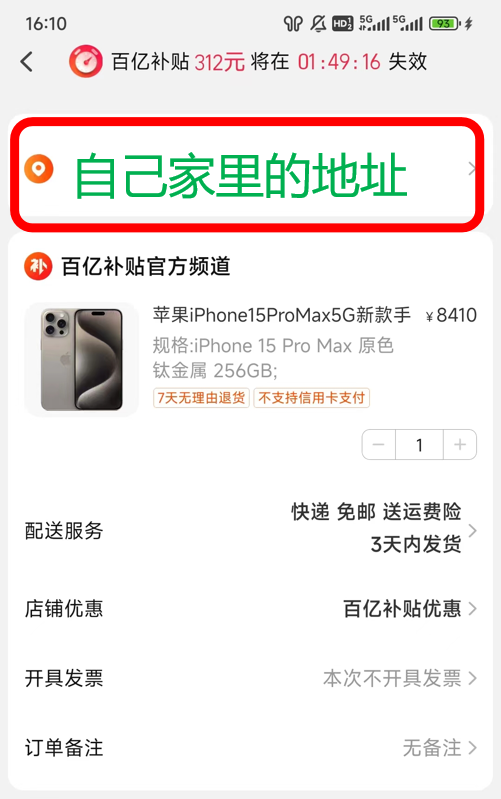 16:10
HD2 5G 5G 93
百亿补贴 312元 将在 01:49:16 失效
自己家里的地址
补 百亿补贴官方频道
苹果iPhone15ProMax5G新款手 ¥8410
规格:iPhone 15 Pro Max 原色
钛金属 256GB;
7天无理由退货 不支持信用卡支付
1
快递 免邮 送运费险
配送服务
3天内发货
店铺优惠 百亿补贴优惠
开具发票 本次不开具发票
订单备注 无备注